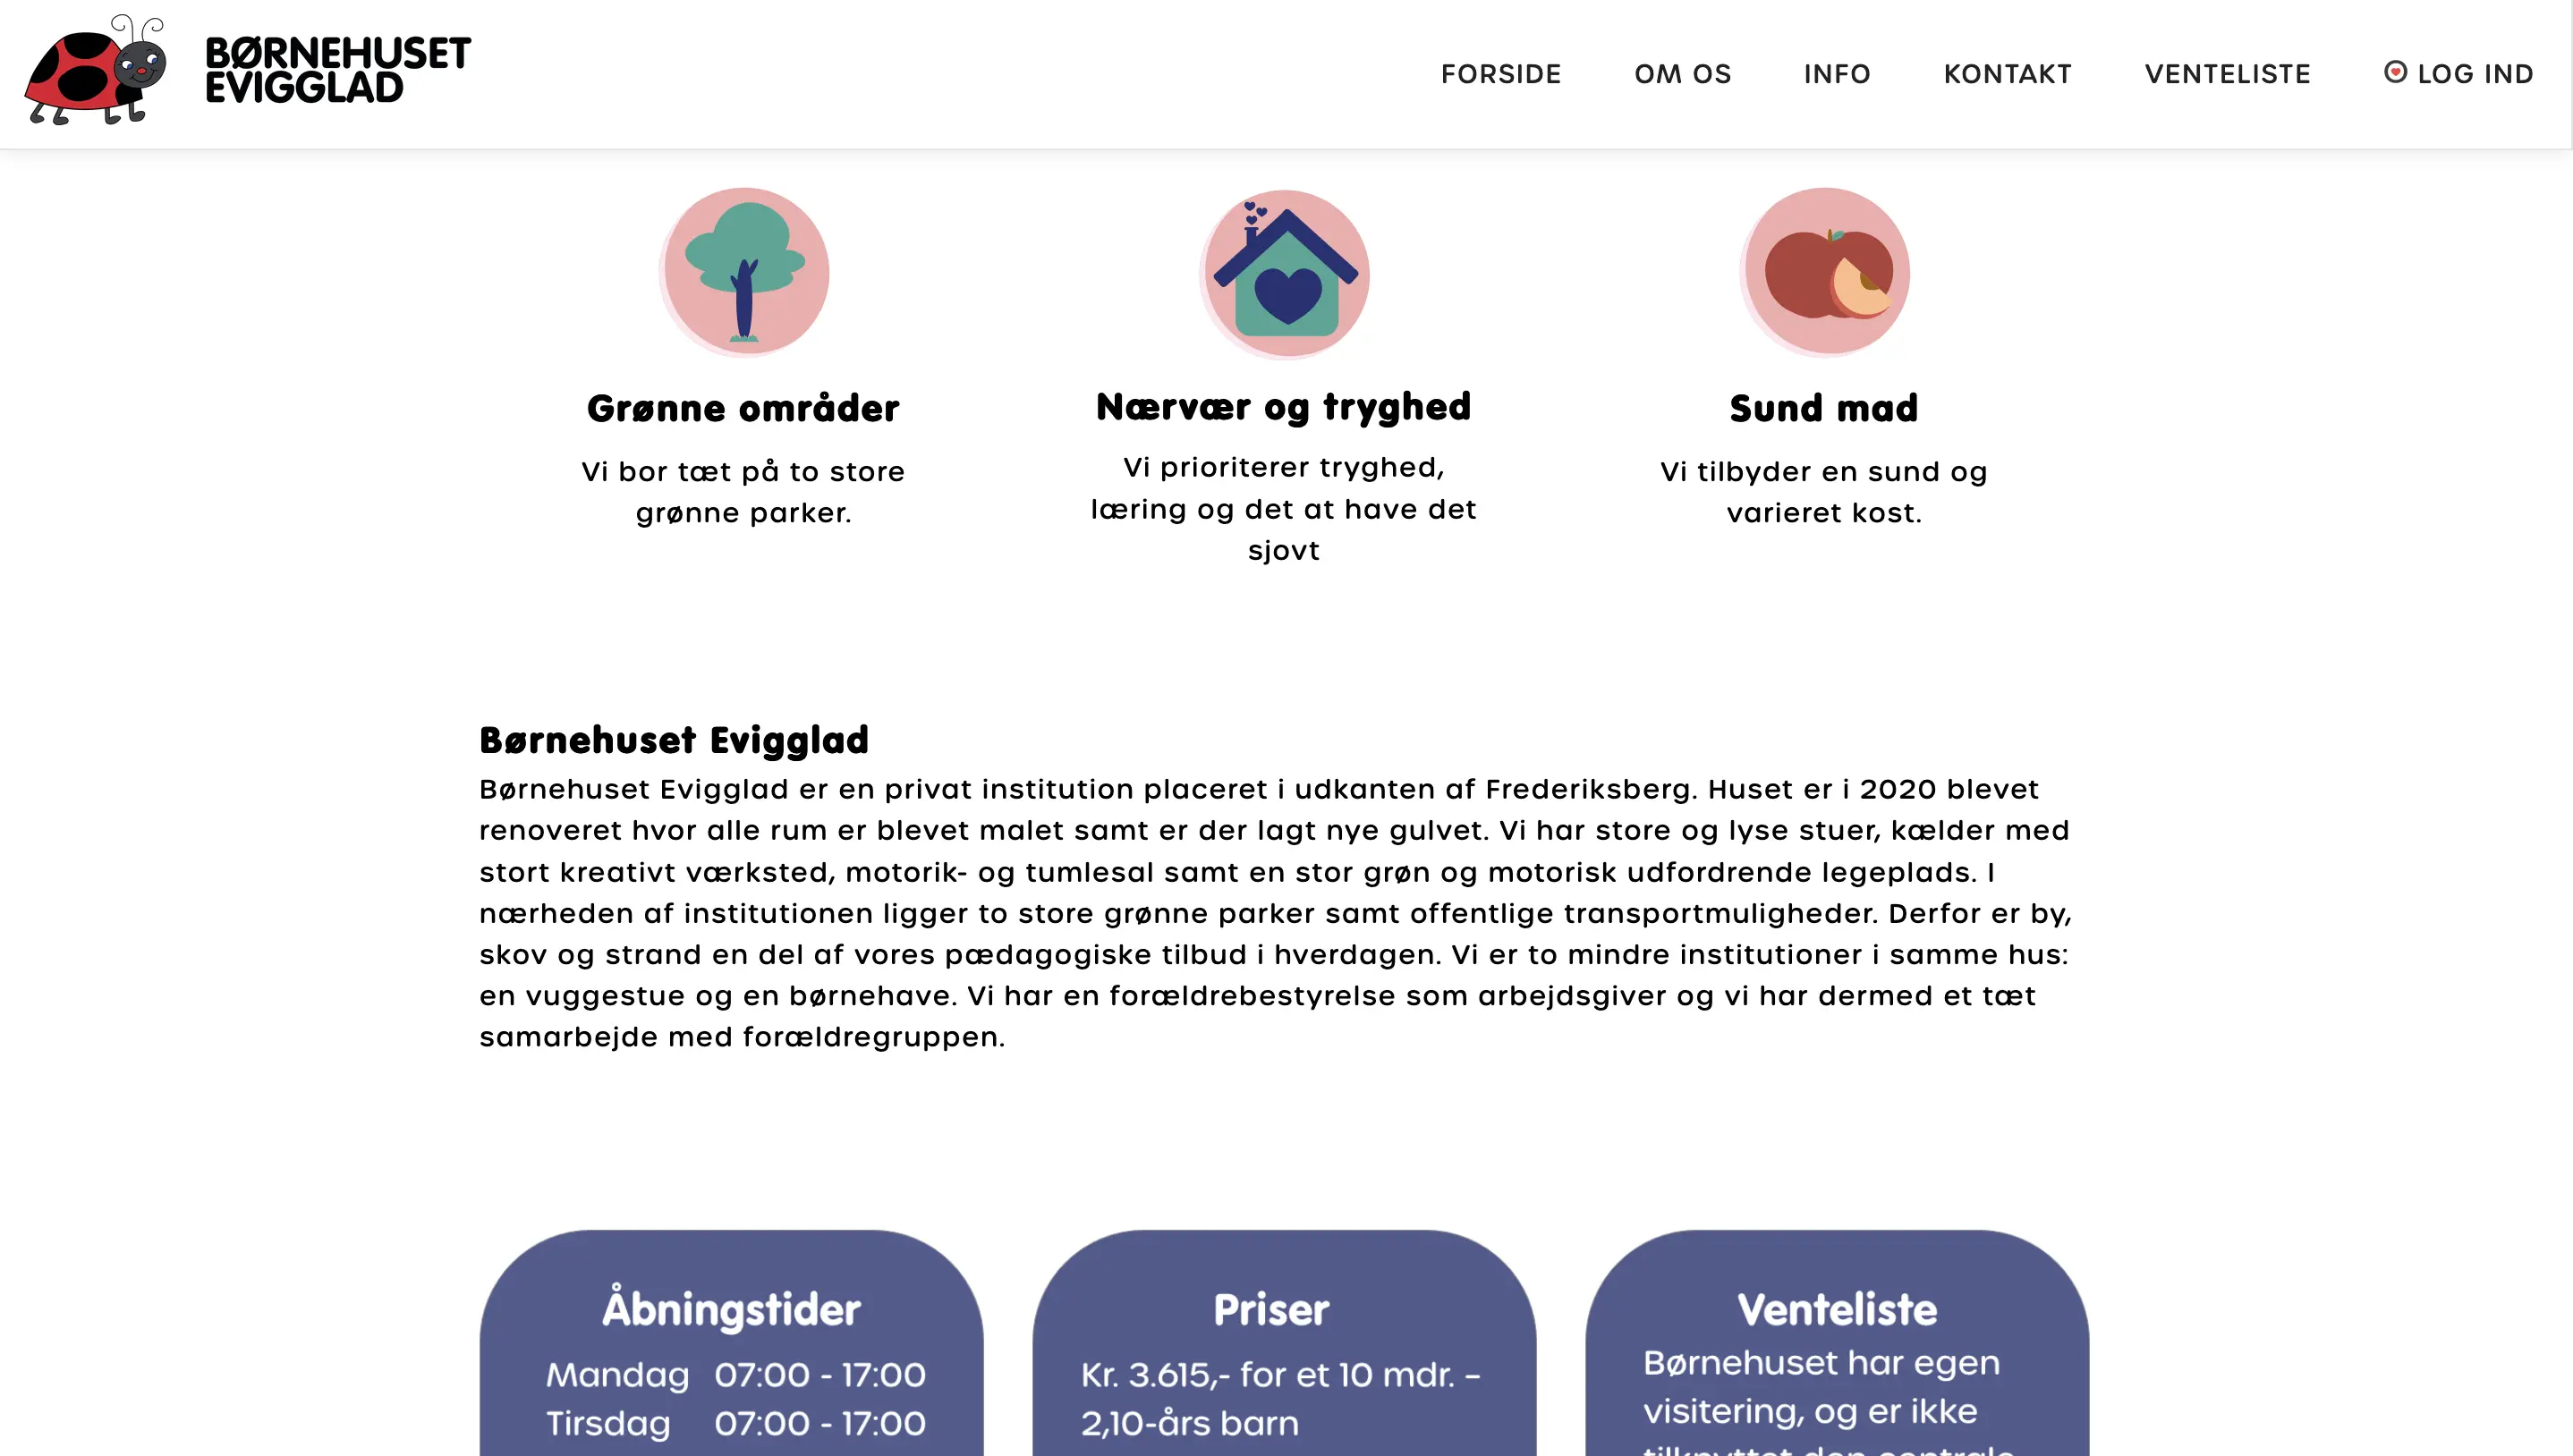 BØRNEHUSET
EVIGGLAD
FORSIDE OM OS INFO KONTAKT VENTELISTE LOG IND
Grønne områder
Vi bor tæt på to store
grønne parker.
Nærvær og tryghed
Vi prioriterer tryghed,
læring og det at have det
sjovt
Sund mad
Vi tilbyder en sund og
varieret kost.
Børnehuset Evigglad
Børnehuset Evigglad er en privat institution placeret i udkanten af Frederiksberg. Huset er i 2020 blevet
renoveret hvor alle rum er blevet malet samt er der lagt nye gulvet. Vi har store og lyse stuer, kælder med
stort kreativt værksted, motorik- og tumlesal samt en stor grøn og motorisk udfordrende legeplads. I
nærheden af institutionen ligger to store grønne parker samt offentlige transportmuligheder. Derfor er by,
skov og strand en del af vores pædagogiske tilbud i hverdagen. Vi er to mindre institutioner i samme hus:
en vuggestue og en børnehave. Vi har en forældrebestyrelse som arbejdsgiver og vi har dermed et tæt
samarbejde med forældregruppen.
Åbningstider
Mandag 07:00 - 17:00
Tirsdag 07:00 - 17:00
Priser
Kr. 3.615,- for et 10 mdr. –
2,10-års barn
Venteliste
Børnehuset har egen
visitering, og er ikke